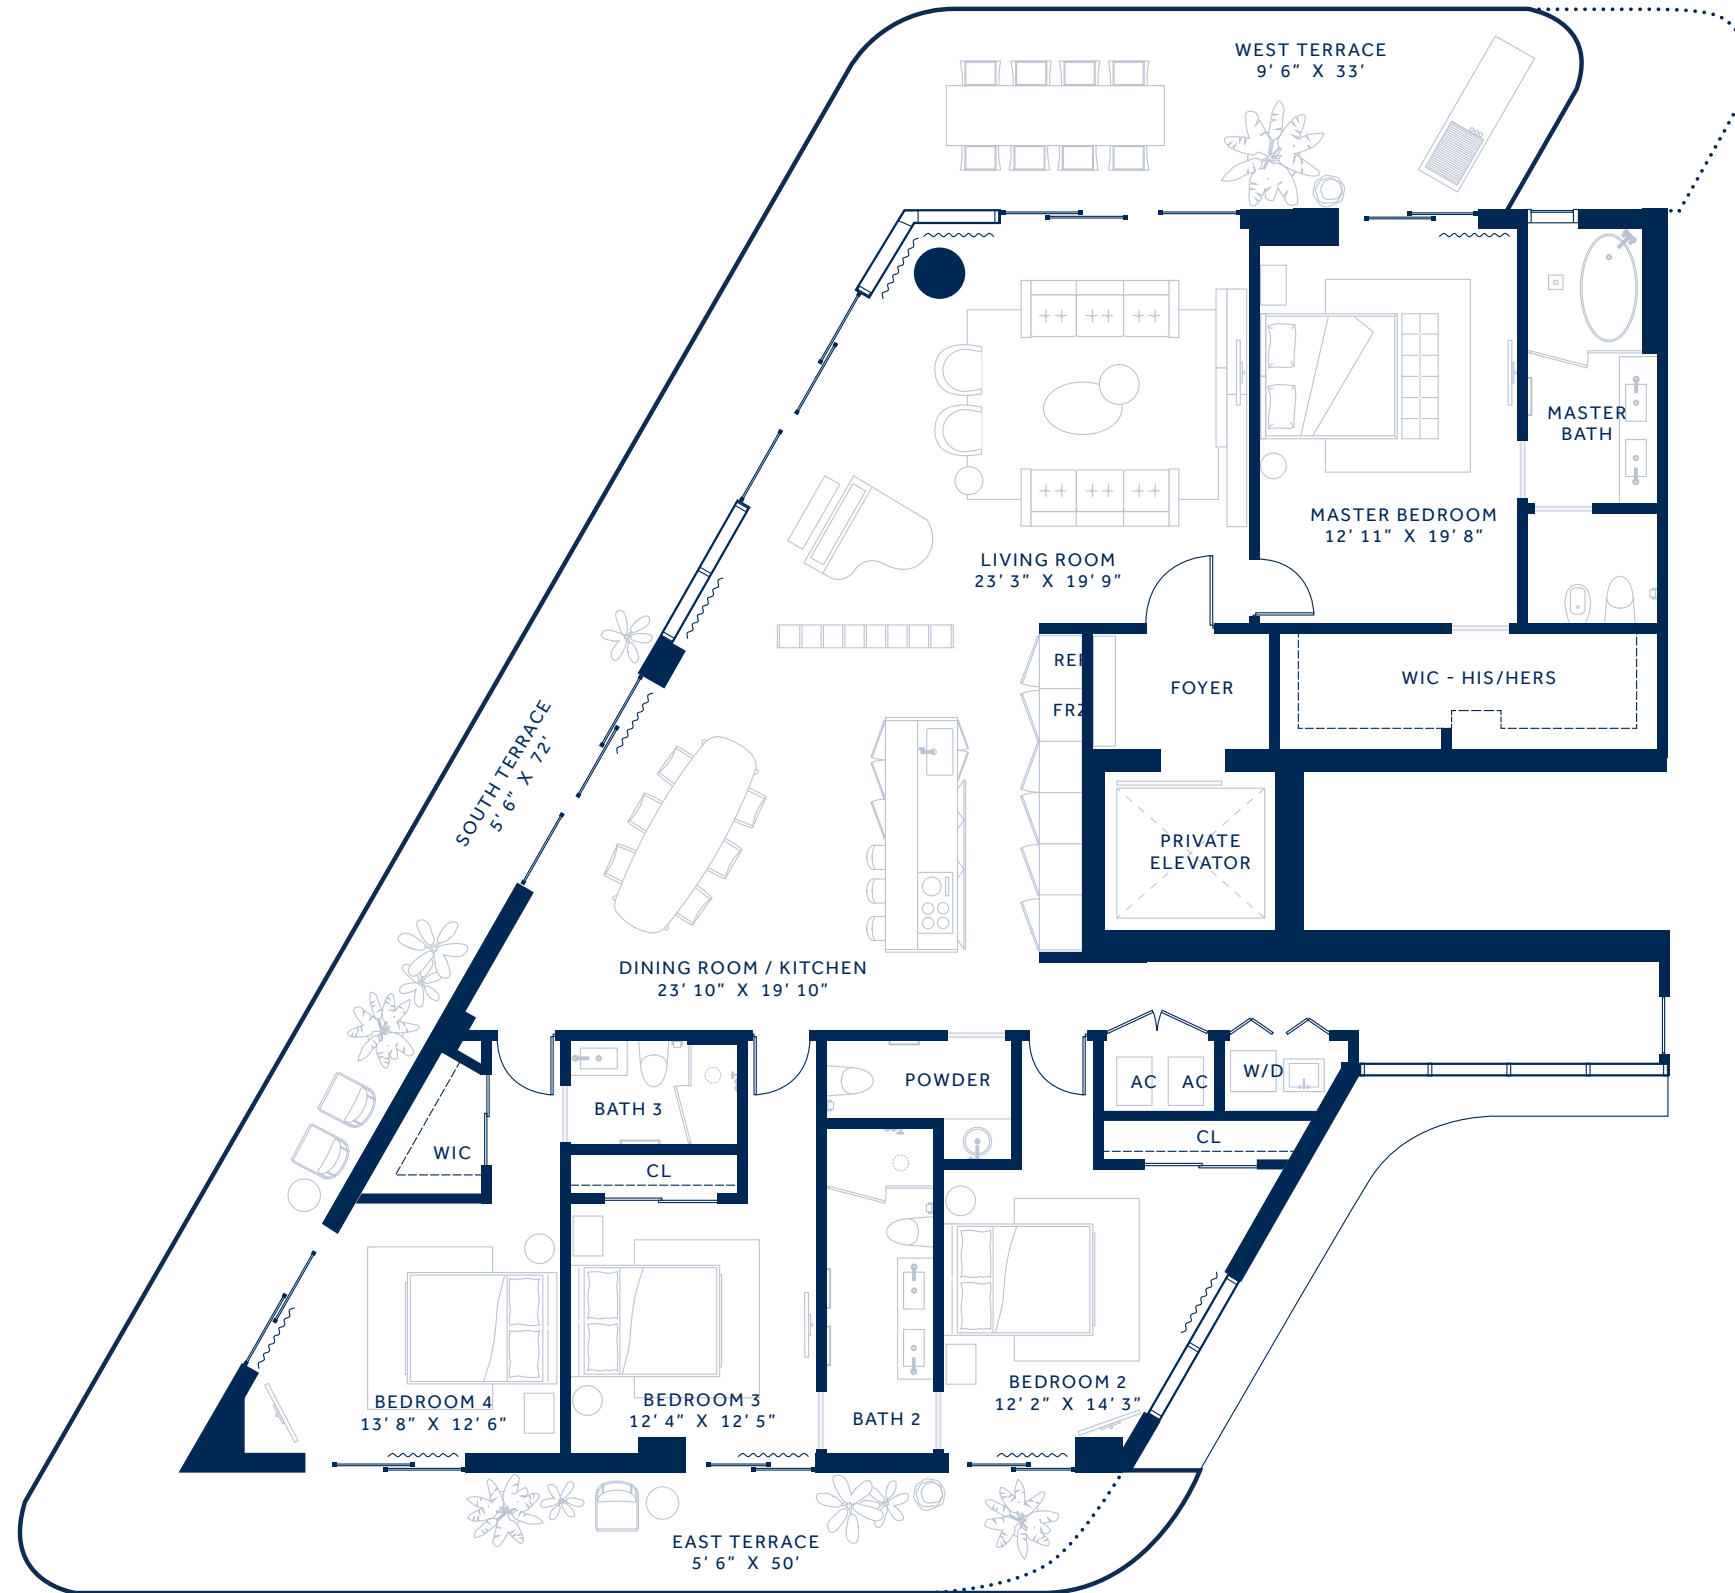 WEST TERRACE
9' 6" X 33'
MASTER
BATH
MASTER BEDROOM
12' 11" X 19' 8"
LIVING ROOM
23' 3" X 19' 9"
REF
FRZ
FOYER
WIC - HIS/HERS
SOUTH TERRACE
5' 6" X 72'
PRIVATE
ELEVATOR
DINING ROOM / KITCHEN
23' 10" X 19' 10"
POWDER
AC
AC
W/D
BATH 3
WIC
CL
CL
BEDROOM 4
13' 8" X 12' 6"
BEDROOM 3
12' 4" X 12' 5"
BATH 2
BEDROOM 2
12' 2" X 14' 3"
EAST TERRACE
5' 6" X 50'